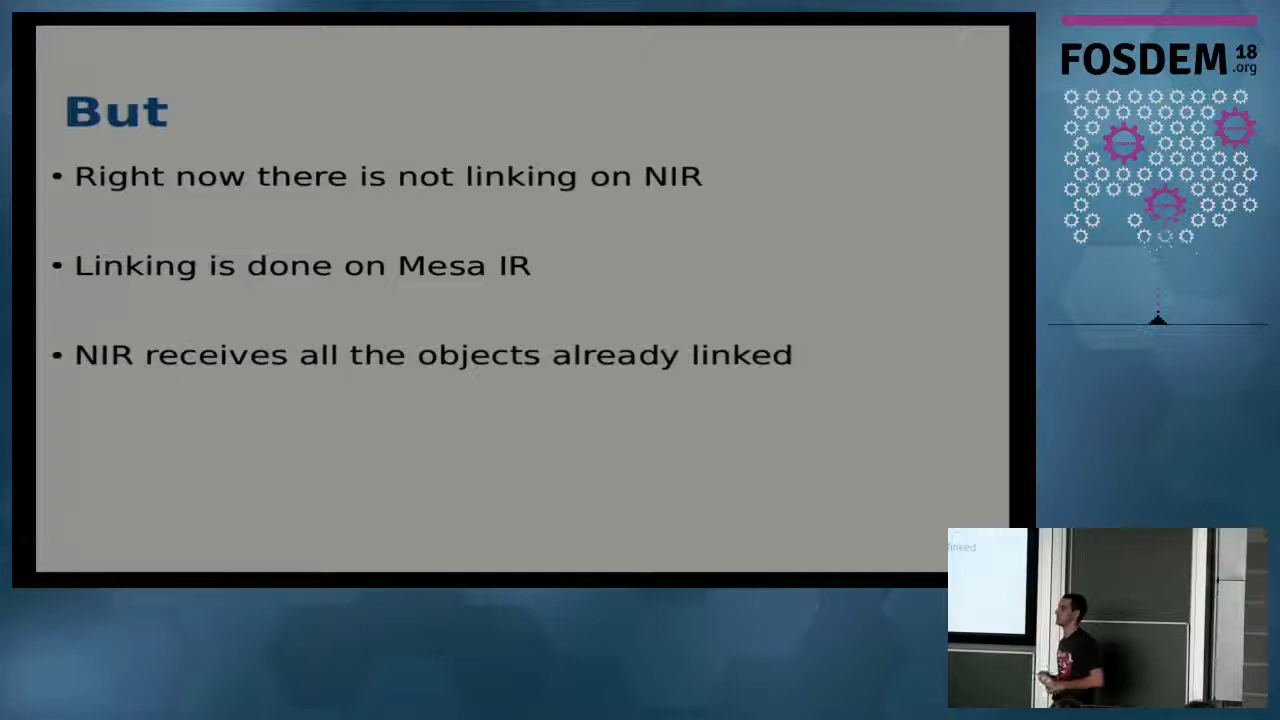 But
• Right now there is not linking on NIR
• Linking is done on Mesa IR
• NIR receives all the objects already linked
FOSDEM 18
.org
linked